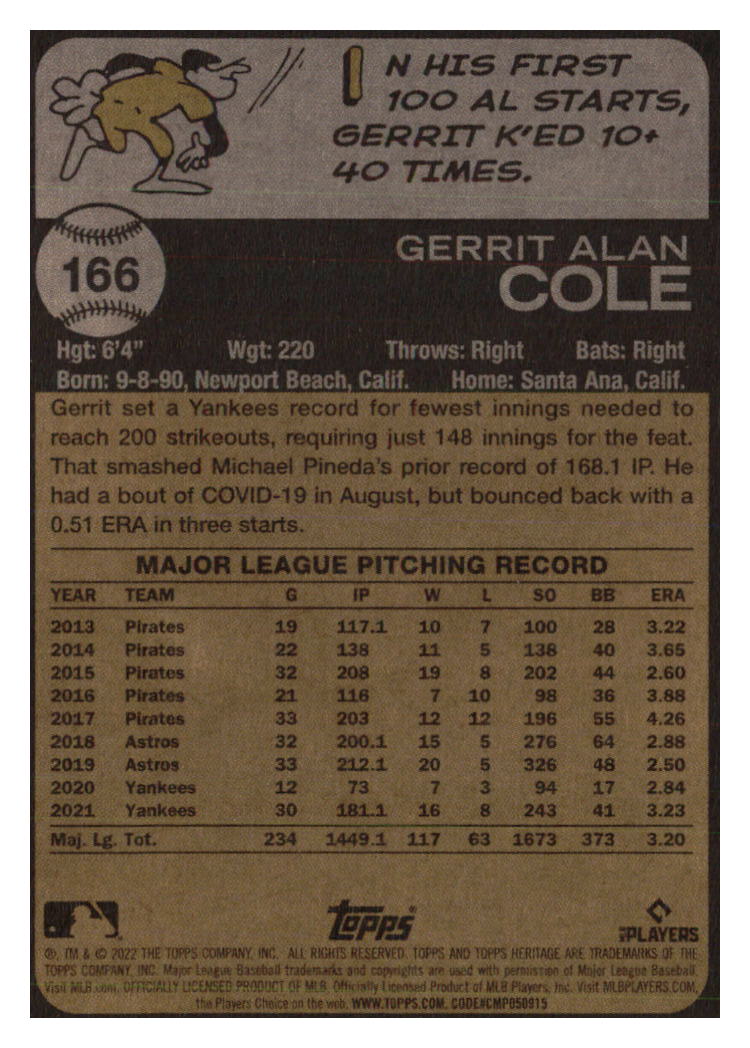 IN HIS FIRST
100 AL STARTS,
GERRIT K'ED 10+
40 TIMES.
166
GERRIT ALAN
COLE
Hgt: 6'4" Wgt: 220 Throws: Right Bats: Right
Born: 9-8-90, Newport Beach, Calif. Home: Santa Ana, Calif.
Gerrit set a Yankees record for fewest innings needed to
reach 200 strikeouts, requiring just 148 innings for the feat.
That smashed Michael Pineda's prior record of 168.1 IP. He
had a bout of COVID-19 in August, but bounced back with a
0.51 ERA in three starts.
MAJOR LEAGUE PITCHING RECORD
YEAR TEAM G IP W L SO BB ERA
2013 Pirates 19 117.1 10 7 100 28 3.22
2014 Pirates 22 138 11 5 138 40 3.65
2015 Pirates 32 208 19 8 202 44 2.60
2016 Pirates 21 116 7 10 98 36 3.88
2017 Pirates 33 203 12 12 196 55 4.26
2018 Astros 32 200.1 15 5 276 64 2.88
2019 Astros 33 212.1 20 5 326 48 2.50
2020 Yankees 12 73 7 3 94 17 2.84
2021 Yankees 30 181.1 16 8 243 41 3.23
Maj. Lg. Tot. 234 1449.1 117 63 1673 373 3.20
Topps®
PLAYERS
®, TM & © 2022 THE TOPPS COMPANY, INC. ALL RIGHTS RESERVED. TOPPS AND TOPPS HERITAGE ARE TRADEMARKS OF THE
TOPPS COMPANY, INC. Major League Baseball trademarks and copyrights are used with permission of Major League Baseball.
Visit MLB.com. OFFICIALLY LICENSED PRODUCT OF MLB. Officially Licensed Product of MLB Players, Inc. Visit MLBPLAYERS.COM,
the Players Choice on the web. WWW.TOPPS.COM. CODE#CMP050915